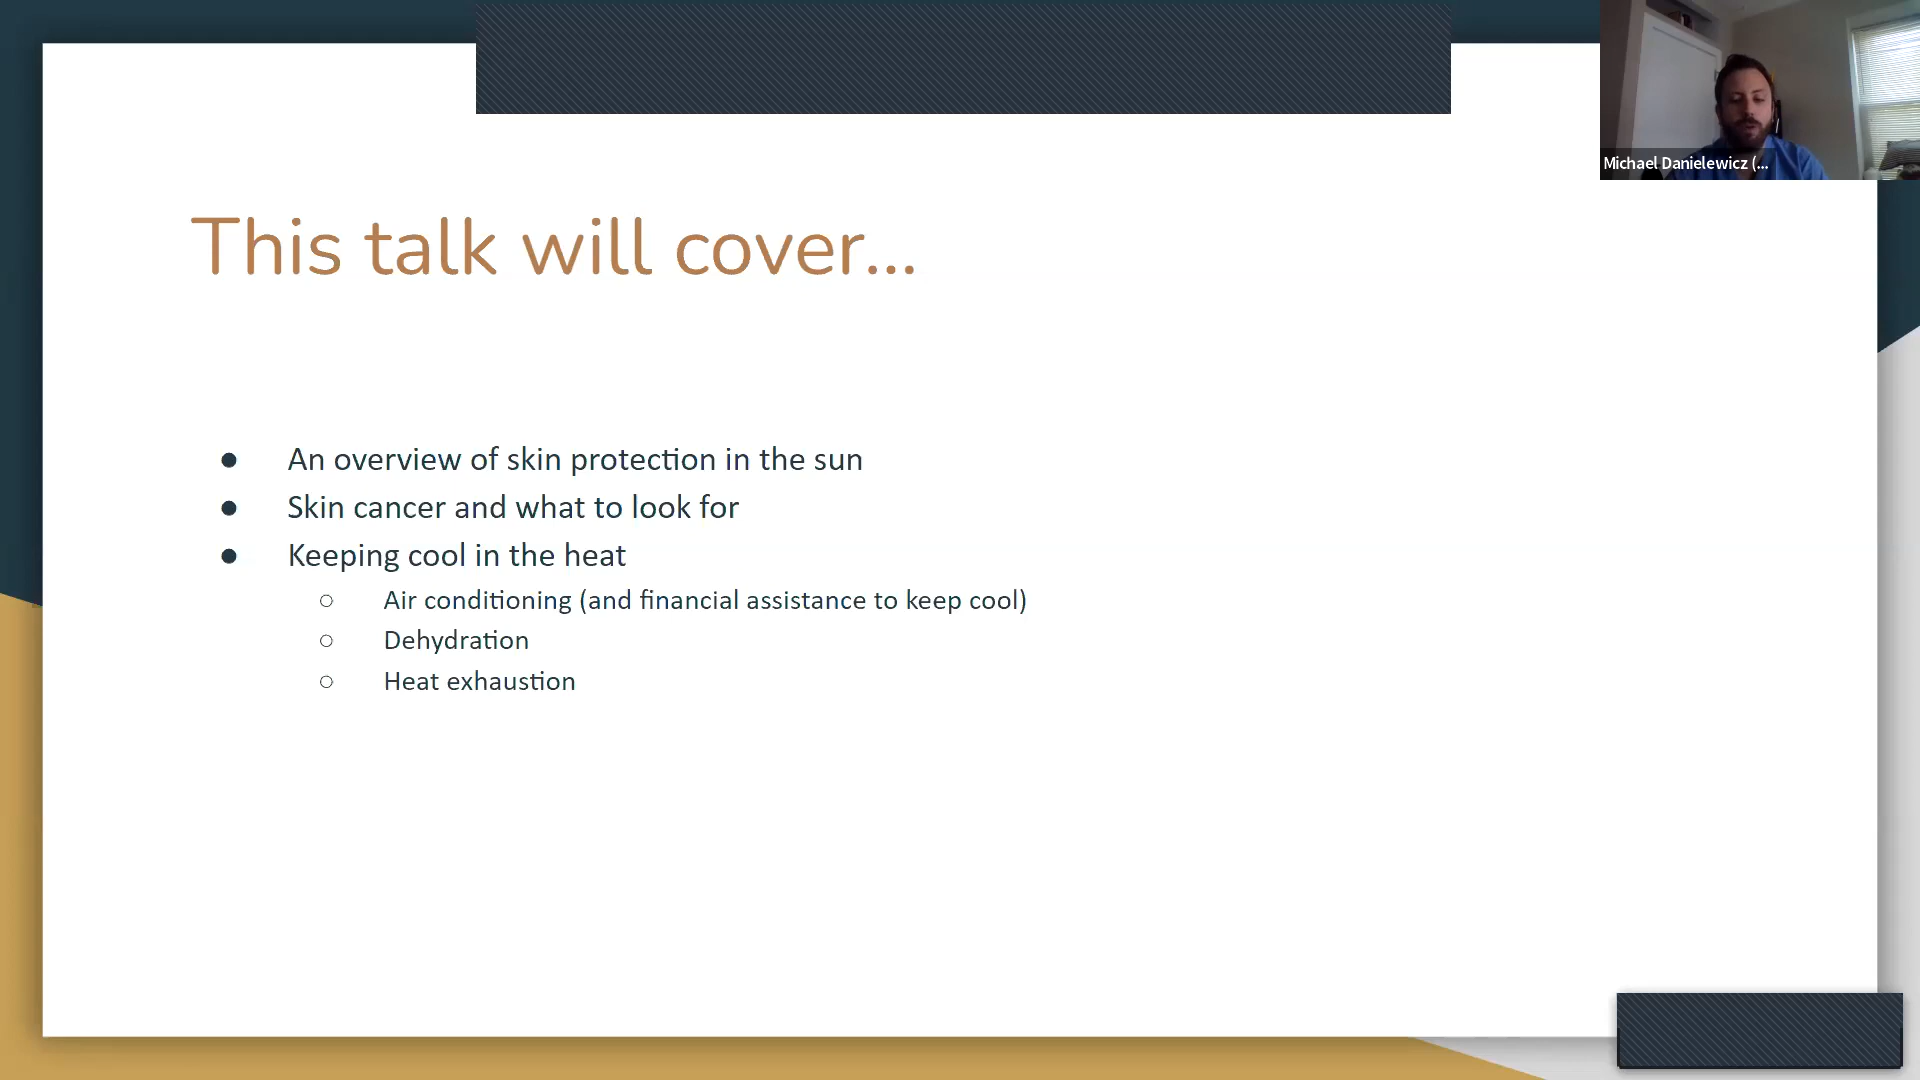 Michael Danielewicz (...
This talk will cover...
● An overview of skin protection in the sun
● Skin cancer and what to look for
● Keeping cool in the heat
○ Air conditioning (and financial assistance to keep cool)
○ Dehydration
○ Heat exhaustion